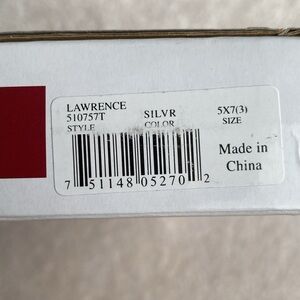 LAWRENCE
510757T SILVR 5X7(3)
STYLE COLOR SIZE
Made in
China
7 51148 05270 2